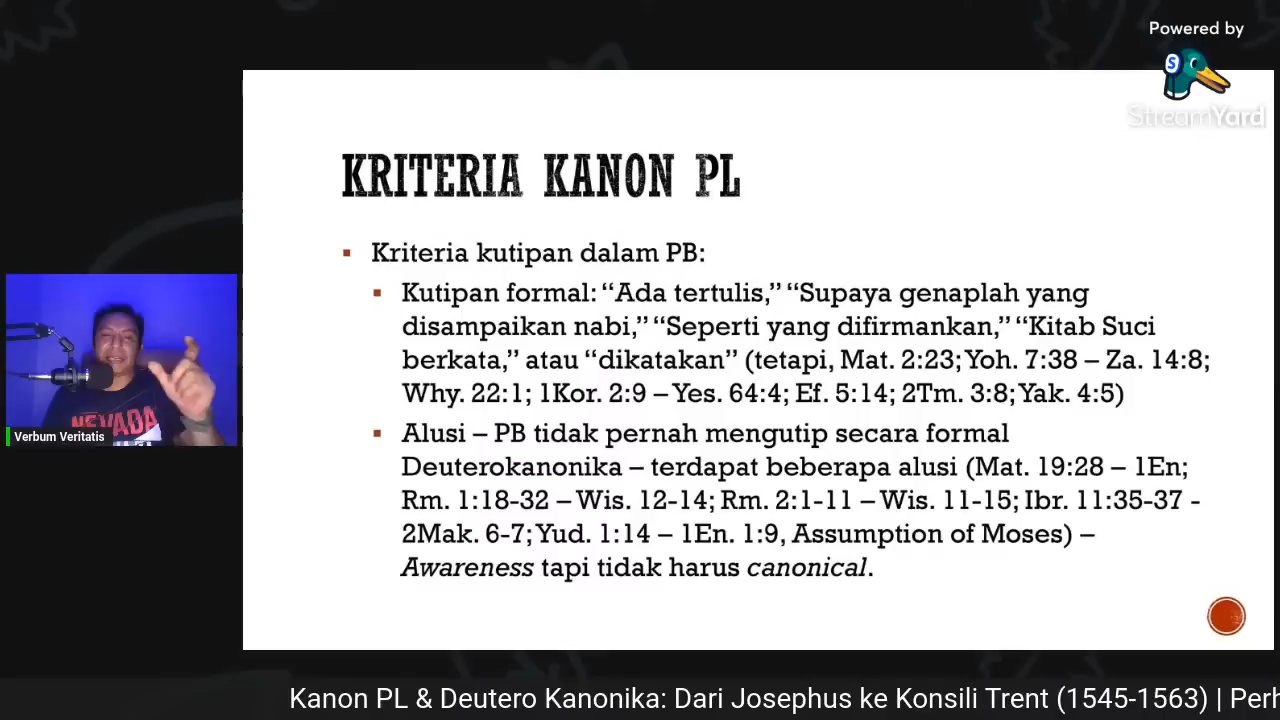 Powered by
S
StreamYard
KRITERIA KANON PL
Kriteria kutipan dalam PB:
Kutipan formal: “Ada tertulis,” “Supaya genaplah yang
disampaikan nabi,” “Seperti yang difirmankan,” “Kitab Suci
berkata,” atau “dikatakan” (tetapi, Mat. 2:23; Yoh. 7:38 – Za. 14:8;
Why. 22:1; 1Kor. 2:9 – Yes. 64:4; Ef. 5:14; 2Tm. 3:8; Yak. 4:5)
Alusi – PB tidak pernah mengutip secara formal
Deuterokanonika – terdapat beberapa alusi (Mat. 19:28 – 1En;
Rm. 1:18-32 – Wis. 12-14; Rm. 2:1-11 – Wis. 11-15; Ibr. 11:35-37 -
2Mak. 6-7; Yud. 1:14 – 1En. 1:9, Assumption of Moses) –
Awareness tapi tidak harus canonical.
NEVADA
Verbum Veritatis
Kanon PL & Deutero Kanonika: Dari Josephus ke Konsili Trent (1545-1563) | Perh